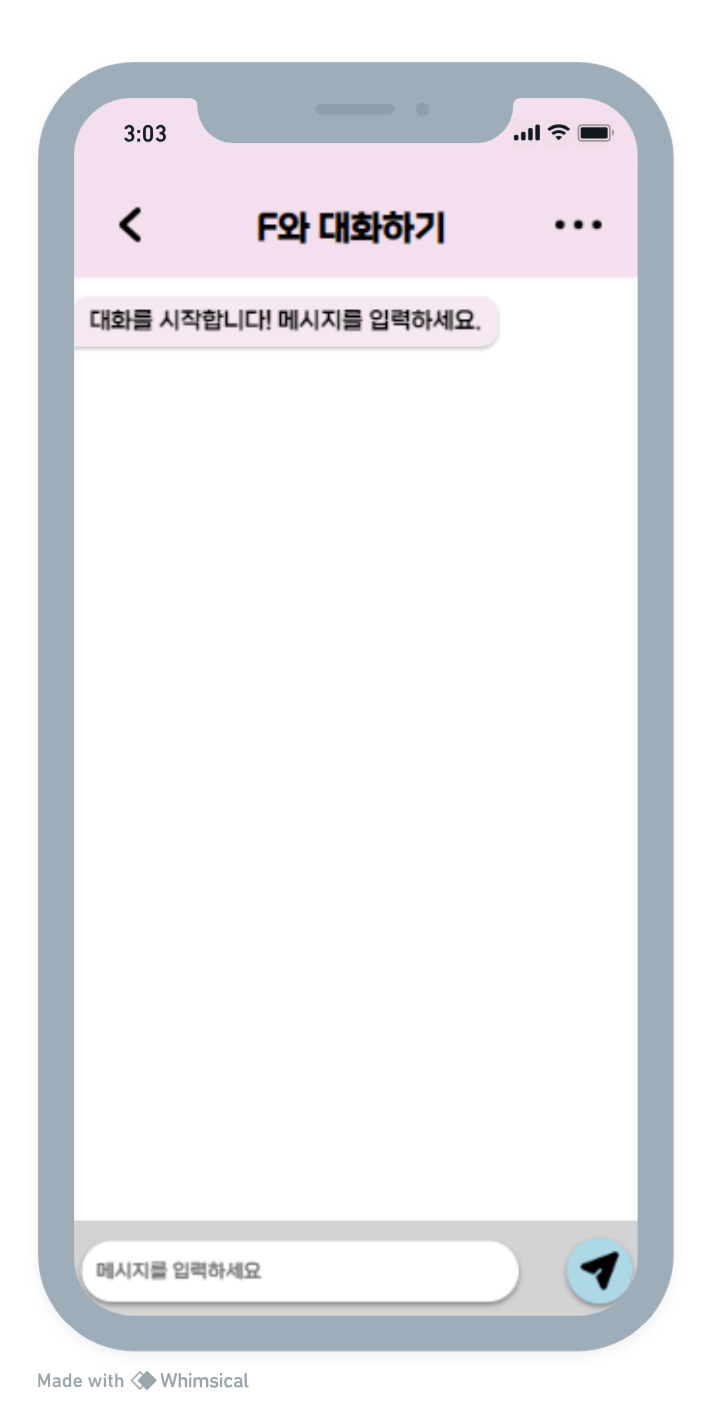 3:03
F와 대화하기
대화를 시작합니다! 메시지를 입력하세요.
메시지를 입력하세요
Made with Whimsical